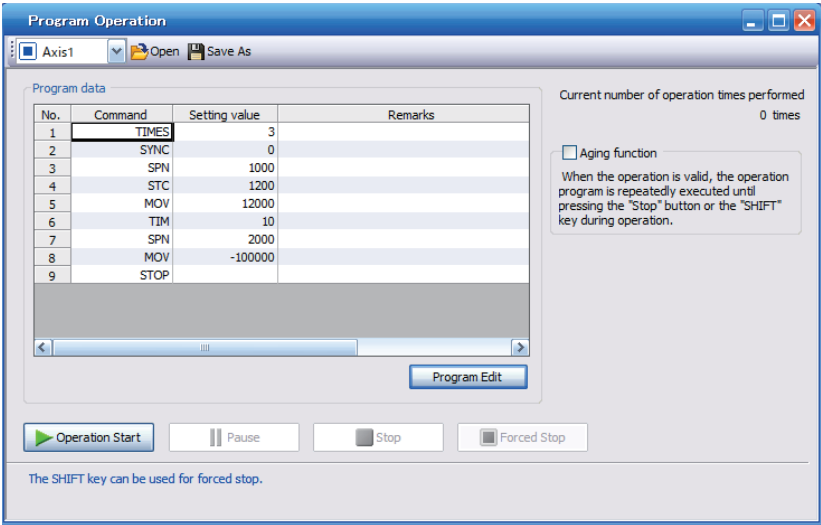 Program Operation
Axis1 Open Save As
Program data
No. Command Setting value Remarks
1 TIMES 3
2 SYNC 0
3 SPN 1000
4 STC 1200
5 MOV 12000
6 TIM 10
7 SPN 2000
8 MOV -100000
9 STOP
Program Edit
Current number of operation times performed
0 times
Aging function
When the operation is valid, the operation
program is repeatedly executed until
pressing the "Stop" button or the "SHIFT"
key during operation.
Operation Start Pause Stop Forced Stop
The SHIFT key can be used for forced stop.